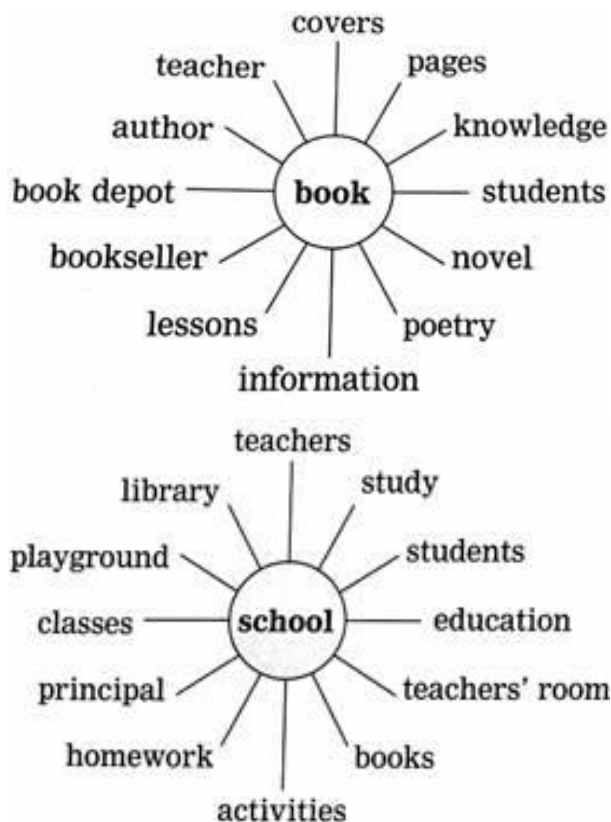 covers
teacher pages
author knowledge
book depot book students
bookseller novel
lessons poetry
information
teachers
library study
playground students
classes school education
principal teachers' room
homework books
activities